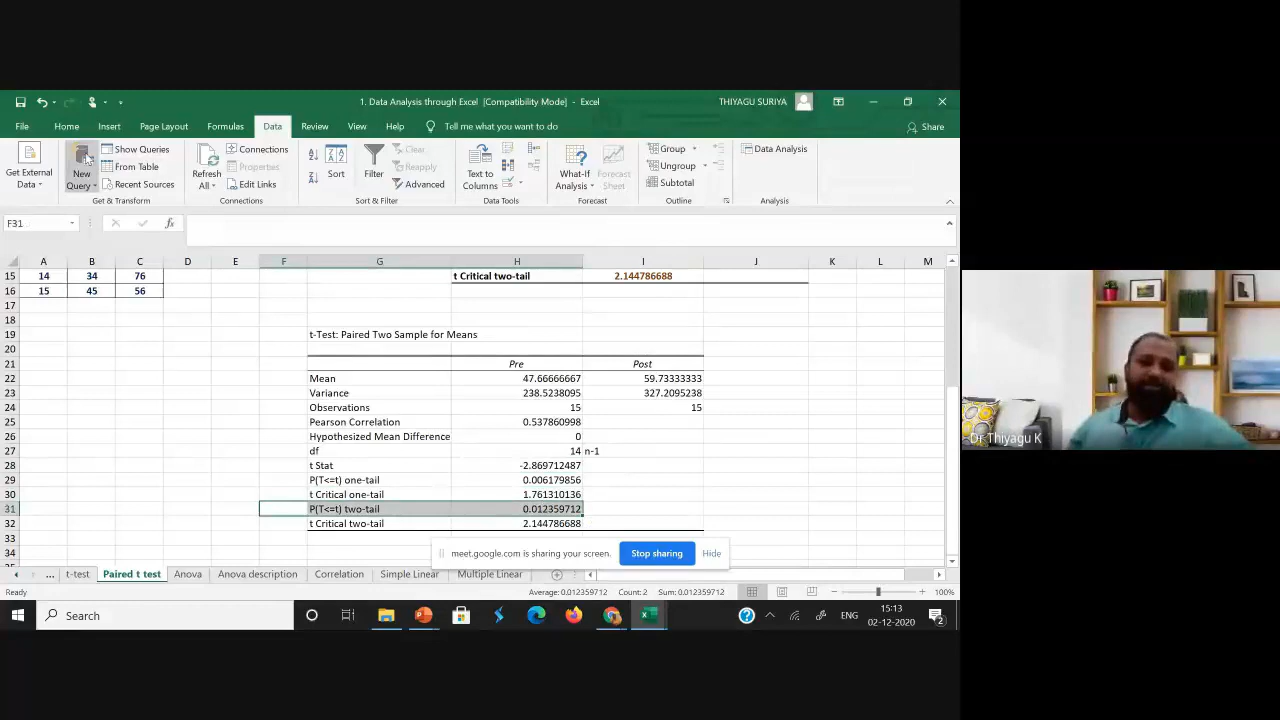 1. Data Analysis through Excel [Compatibility Mode] - Excel
THIYAGU SURIYA
File Home Insert Page Layout Formulas Data Review View Help Tell me what you want to do Share
Get External Data
New Query
Show Queries
From Table
Recent Sources
Get & Transform
Refresh All
Connections
Properties
Edit Links
Connections
Sort
Filter
Clear
Reapply
Advanced
Sort & Filter
Text to Columns
Data Tools
What-If Analysis
Forecast Sheet
Forecast
Group
Ungroup
Subtotal
Outline
Data Analysis
Analysis
F31 fx
A B C D E F G H I J K L M
15 14 34 76 t Critical two-tail 2.144786688
16 15 45 56
17
18
19 t-Test: Paired Two Sample for Means
20
21 Pre Post
22 Mean 47.66666667 59.73333333
23 Variance 238.5238095 327.2095238
24 Observations 15 15
25 Pearson Correlation 0.537860998
26 Hypothesized Mean Difference 0
27 df 14 n-1
28 t Stat -2.869712487
29 P(T<=t) one-tail 0.006179856
30 t Critical one-tail 1.761310136
31 P(T<=t) two-tail 0.012359712
32 t Critical two-tail 2.144786688
33
34
meet.google.com is sharing your screen. Stop sharing Hide
... t-test Paired t test Anova Anova description Correlation Simple Linear Multiple Linear
Ready Average: 0.012359712 Count: 2 Sum: 0.012359712 100%
Search
ENG
15:13
02-12-2020
2
Dr Thiyagu K